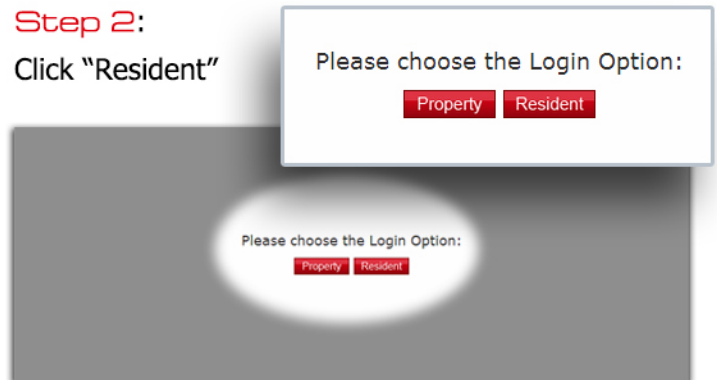 Step 2:
Click “Resident”
Please choose the Login Option:
Property Resident
Please choose the Login Option:
Property Resident